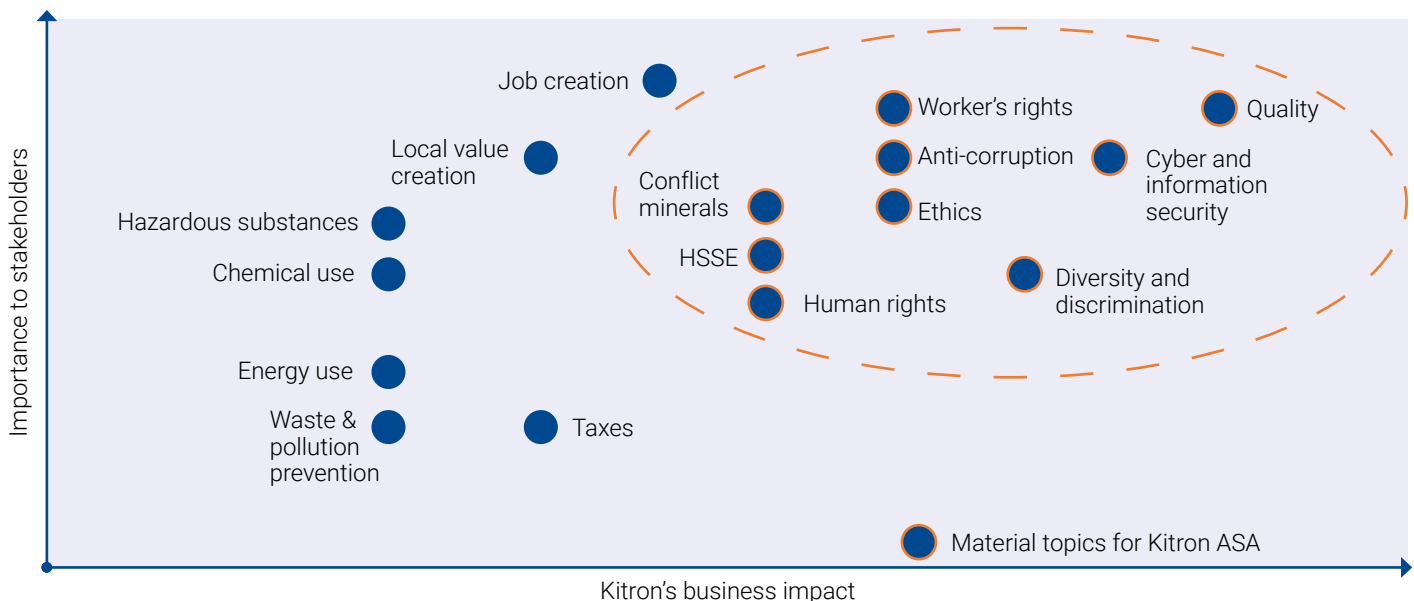 Importance to stakeholders
Job creation
Worker’s rights
Quality
Local value
creation
Anti-corruption
Cyber and
information
security
Conflict
minerals
Ethics
Hazardous substances
HSSE
Chemical use
Diversity and
discrimination
Human rights
Energy use
Waste &
pollution
prevention
Taxes
Material topics for Kitron ASA
Kitron’s business impact